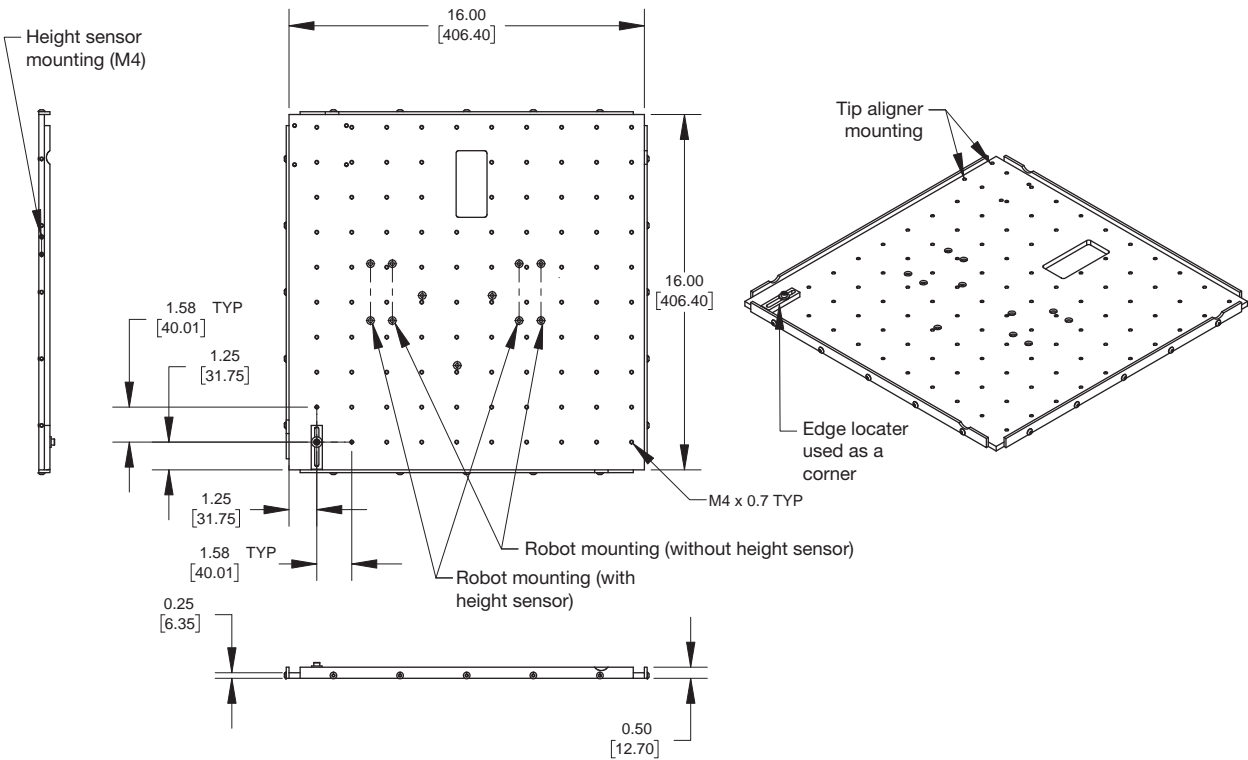 16.00
[406.40]
Height sensor
mounting (M4)
Tip aligner
mounting
16.00
[406.40]
1.58 TYP
[40.01]
1.25
[31.75]
Edge locater
used as a
corner
1.25
[31.75]
M4 x 0.7 TYP
1.58 TYP
[40.01]
Robot mounting (without height sensor)
Robot mounting (with
height sensor)
0.25
[6.35]
0.50
[12.70]